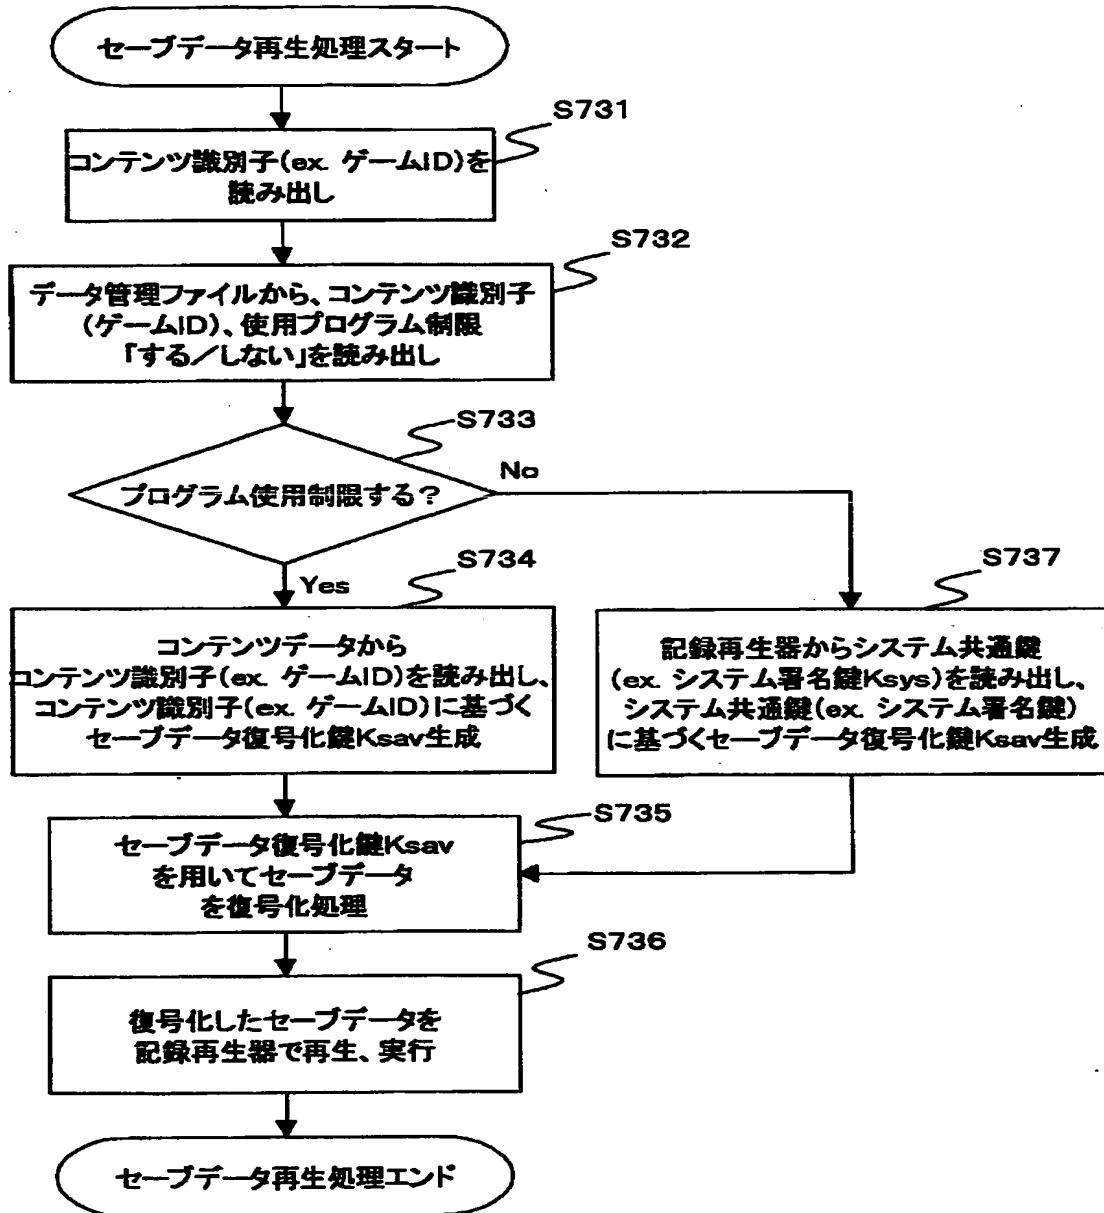 セーブデータ再生処理スタート
S731
コンテンツ識別子(ex. ゲームID)を
読み出し
S732
データ管理ファイルから、コンテンツ識別子
(ゲームID)、使用プログラム制限
「する/しない」を読み出し
S733
プログラム使用制限する?
No
Yes
S734
コンテンツデータから
コンテンツ識別子(ex. ゲームID)を読み出し、
コンテンツ識別子(ex. ゲームID)に基づく
セーブデータ復号化鍵Ksav生成
S737
記録再生器からシステム共通鍵
(ex. システム署名鍵Ksys)を読み出し、
システム共通鍵(ex. システム署名鍵)
に基づくセーブデータ復号化鍵Ksav生成
S735
セーブデータ復号化鍵Ksav
を用いてセーブデータ
を復号化処理
S736
復号化したセーブデータを
記録再生器で再生、実行
セーブデータ再生処理エンド